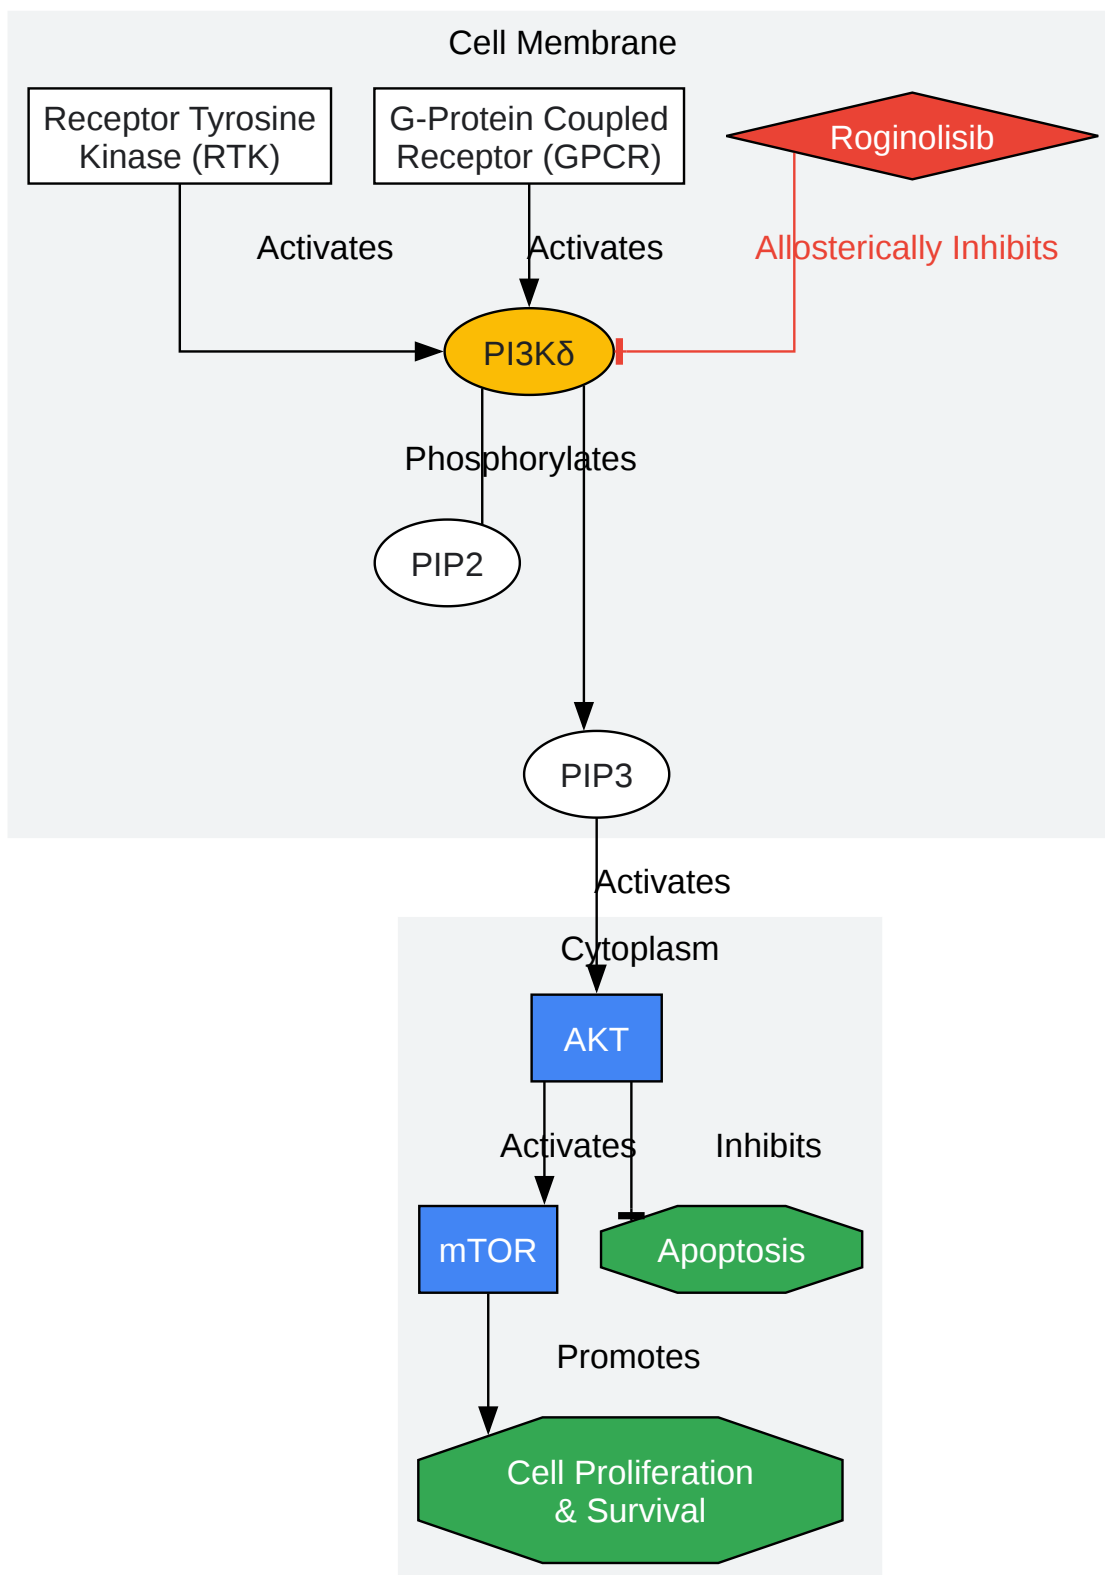 Cell Membrane
Receptor Tyrosine
Kinase (RTK)
G-Protein Coupled
Receptor (GPCR)
Roginolisib
Activates
Activates
Allosterically Inhibits
PI3Kδ
Phosphorylates
PIP2
PIP3
Activates
Cytoplasm
AKT
Activates
Inhibits
mTOR
Apoptosis
Promotes
Cell Proliferation
& Survival